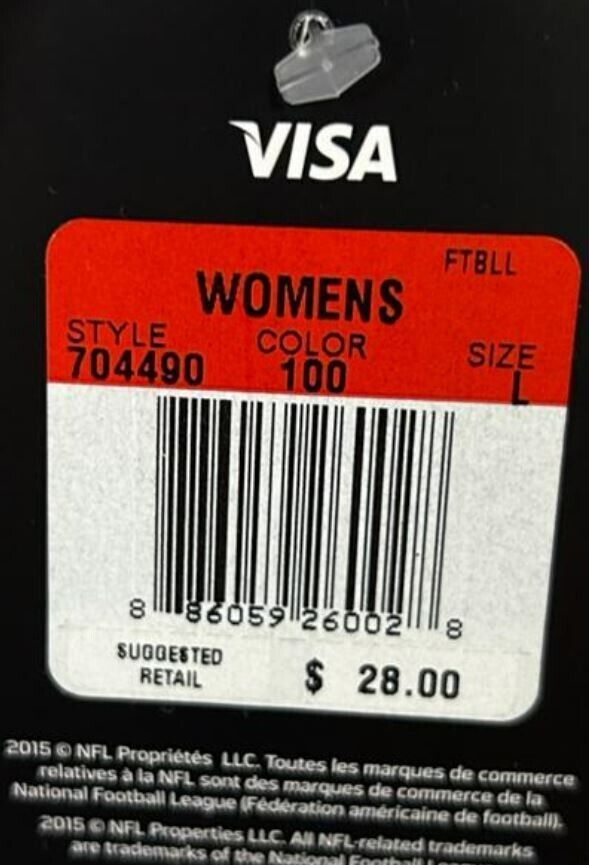 VISA
FTBLL
WOMENS
STYLE COLOR SIZE
704490 100 L
8 86059 26002 8
SUGGESTED
RETAIL $ 28.00
2015 © NFL Propriétés LLC. Toutes les marques de commerce
relatives à la NFL sont des marques de commerce de la
National Football League (Fédération américaine de football).
2015 © NFL Properties LLC. All NFL-related trademarks
are trademarks of the National Football League